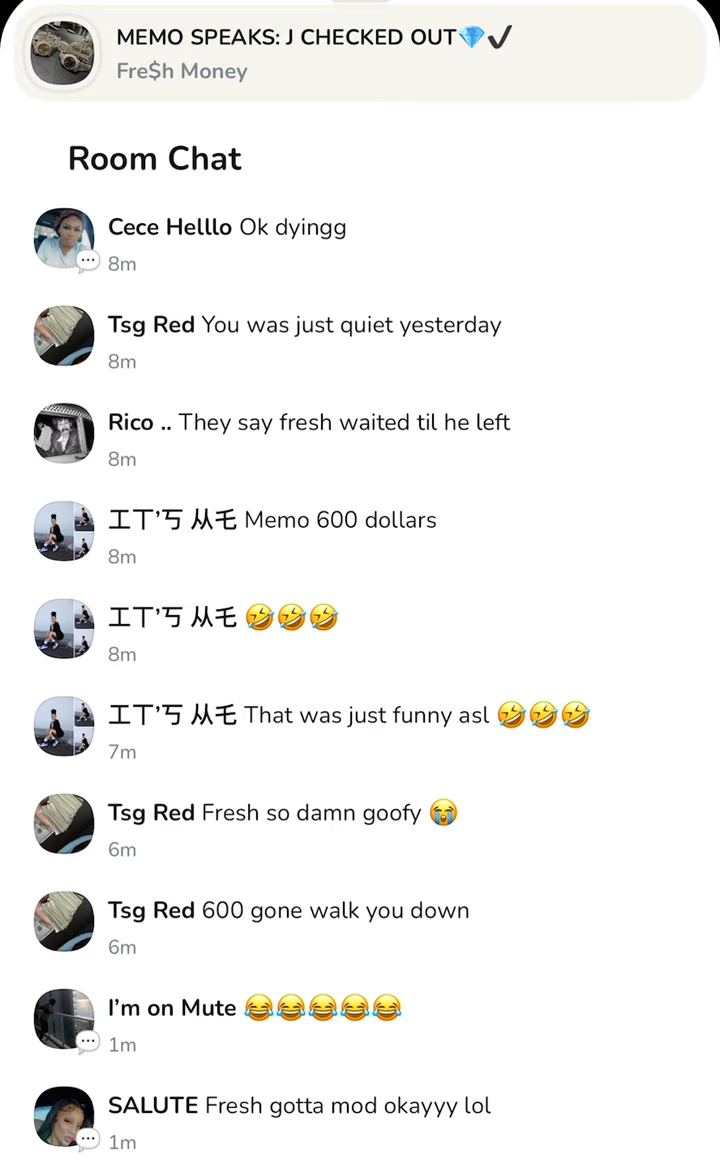 MEMO SPEAKS: J CHECKED OUT💎✔
Fre$h Money
Room Chat
Cece Helllo Ok dyingg
8m
Tsg Red You was just quiet yesterday
8m
Rico .. They say fresh waited til he left
8m
工丅’丂 从乇 Memo 600 dollars
8m
工丅’丂 从乇 🤣🤣🤣
8m
工丅’丂 从乇 That was just funny asl 🤣🤣🤣
7m
Tsg Red Fresh so damn goofy 😭
6m
Tsg Red 600 gone walk you down
6m
I’m on Mute 😂😂😂😂😂
1m
SALUTE Fresh gotta mod okayyy lol
1m